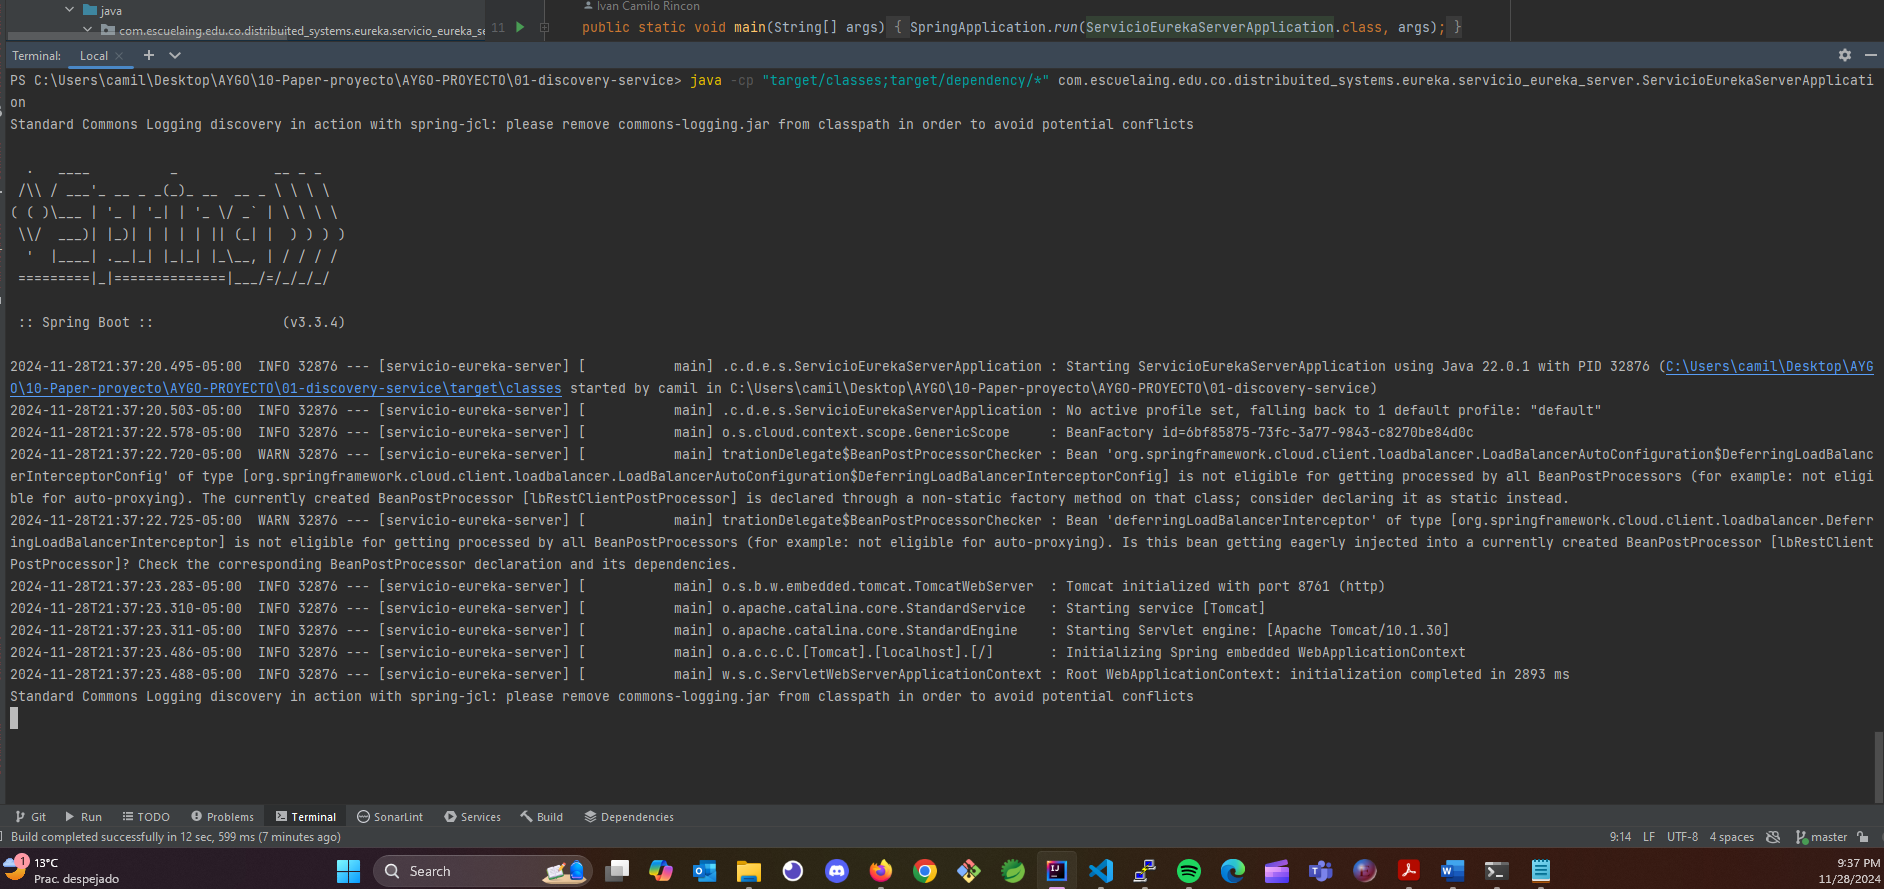 java
com.escuelaing.edu.co.distribuited_systems.eureka.servicio_eureka_se
Ivan Camilo Rincon
11 public static void main(String[] args) { SpringApplication.run(ServicioEurekaServerApplication.class, args); }
Terminal: Local
PS C:\Users\camil\Desktop\AYGO\10-Paper-proyecto\AYGO-PROYECTO\01-discovery-service> java -cp "target/classes;target/dependency/*" com.escuelaing.edu.co.distribuited_systems.eureka.servicio_eureka_server.ServicioEurekaServerApplicati
on
Standard Commons Logging discovery in action with spring-jcl: please remove commons-logging.jar from classpath in order to avoid potential conflicts
  .   ____          _            __ _ _
 /\\ / ___'_ __ _ _(_)_ __  __ _ \ \ \ \
( ( )\___ | '_ | '_| | '_ \/ _` | \ \ \ \
 \\/  ___)| |_)| | | | | || (_| |  ) ) ) )
  '  |____| .__|_| |_|_| |_\__, | / / / /
 =========|_|==============|___/=/_/_/_/
 :: Spring Boot ::                (v3.3.4)
2024-11-28T21:37:20.495-05:00  INFO 32876 --- [servicio-eureka-server] [           main] .c.d.e.s.ServicioEurekaServerApplication : Starting ServicioEurekaServerApplication using Java 22.0.1 with PID 32876 (C:\Users\camil\Desktop\AYG
O\10-Paper-proyecto\AYGO-PROYECTO\01-discovery-service\target\classes started by camil in C:\Users\camil\Desktop\AYGO\10-Paper-proyecto\AYGO-PROYECTO\01-discovery-service)
2024-11-28T21:37:20.503-05:00  INFO 32876 --- [servicio-eureka-server] [           main] .c.d.e.s.ServicioEurekaServerApplication : No active profile set, falling back to 1 default profile: "default"
2024-11-28T21:37:22.578-05:00  INFO 32876 --- [servicio-eureka-server] [           main] o.s.cloud.context.scope.GenericScope     : BeanFactory id=6bf85875-73fc-3a77-9843-c8270be84d0c
2024-11-28T21:37:22.720-05:00  WARN 32876 --- [servicio-eureka-server] [           main] trationDelegate$BeanPostProcessorChecker : Bean 'org.springframework.cloud.client.loadbalancer.LoadBalancerAutoConfiguration$DeferringLoadBalanc
erInterceptorConfig' of type [org.springframework.cloud.client.loadbalancer.LoadBalancerAutoConfiguration$DeferringLoadBalancerInterceptorConfig] is not eligible for getting processed by all BeanPostProcessors (for example: not eligi
ble for auto-proxying). The currently created BeanPostProcessor [lbRestClientPostProcessor] is declared through a non-static factory method on that class; consider declaring it as static instead.
2024-11-28T21:37:22.725-05:00  WARN 32876 --- [servicio-eureka-server] [           main] trationDelegate$BeanPostProcessorChecker : Bean 'deferringLoadBalancerInterceptor' of type [org.springframework.cloud.client.loadbalancer.Deferr
ingLoadBalancerInterceptor] is not eligible for getting processed by all BeanPostProcessors (for example: not eligible for auto-proxying). Is this bean getting eagerly injected into a currently created BeanPostProcessor [lbRestClient
PostProcessor]? Check the corresponding BeanPostProcessor declaration and its dependencies.
2024-11-28T21:37:23.283-05:00  INFO 32876 --- [servicio-eureka-server] [           main] o.s.b.w.embedded.tomcat.TomcatWebServer  : Tomcat initialized with port 8761 (http)
2024-11-28T21:37:23.310-05:00  INFO 32876 --- [servicio-eureka-server] [           main] o.apache.catalina.core.StandardService   : Starting service [Tomcat]
2024-11-28T21:37:23.311-05:00  INFO 32876 --- [servicio-eureka-server] [           main] o.apache.catalina.core.StandardEngine    : Starting Servlet engine: [Apache Tomcat/10.1.30]
2024-11-28T21:37:23.486-05:00  INFO 32876 --- [servicio-eureka-server] [           main] o.a.c.c.C.[Tomcat].[localhost].[/]       : Initializing Spring embedded WebApplicationContext
2024-11-28T21:37:23.488-05:00  INFO 32876 --- [servicio-eureka-server] [           main] w.s.c.ServletWebServerApplicationContext : Root WebApplicationContext: initialization completed in 2893 ms
Standard Commons Logging discovery in action with spring-jcl: please remove commons-logging.jar from classpath in order to avoid potential conflicts
Git Run TODO Problems Terminal SonarLint Services Build Dependencies
Build completed successfully in 12 sec, 599 ms (7 minutes ago) 9:14 LF UTF-8 4 spaces master
1 13°C
Prac. despejado
Search
9:37 PM
11/28/2024